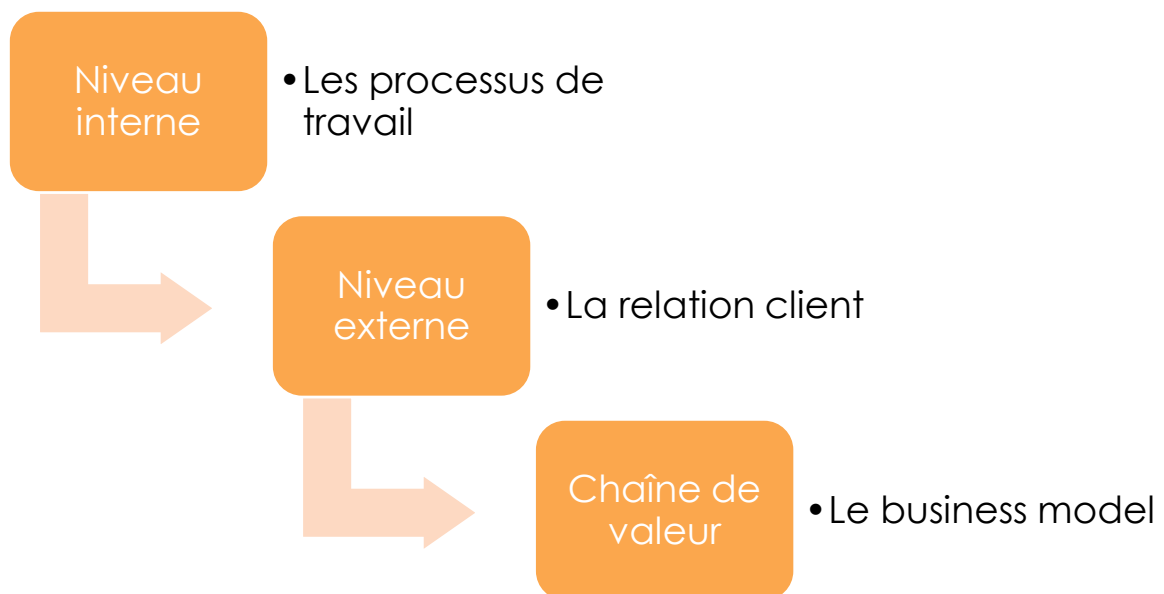 Niveau
interne
•Les processus de
travail
Niveau
externe
•La relation client
Chaîne de
valeur
•Le business model